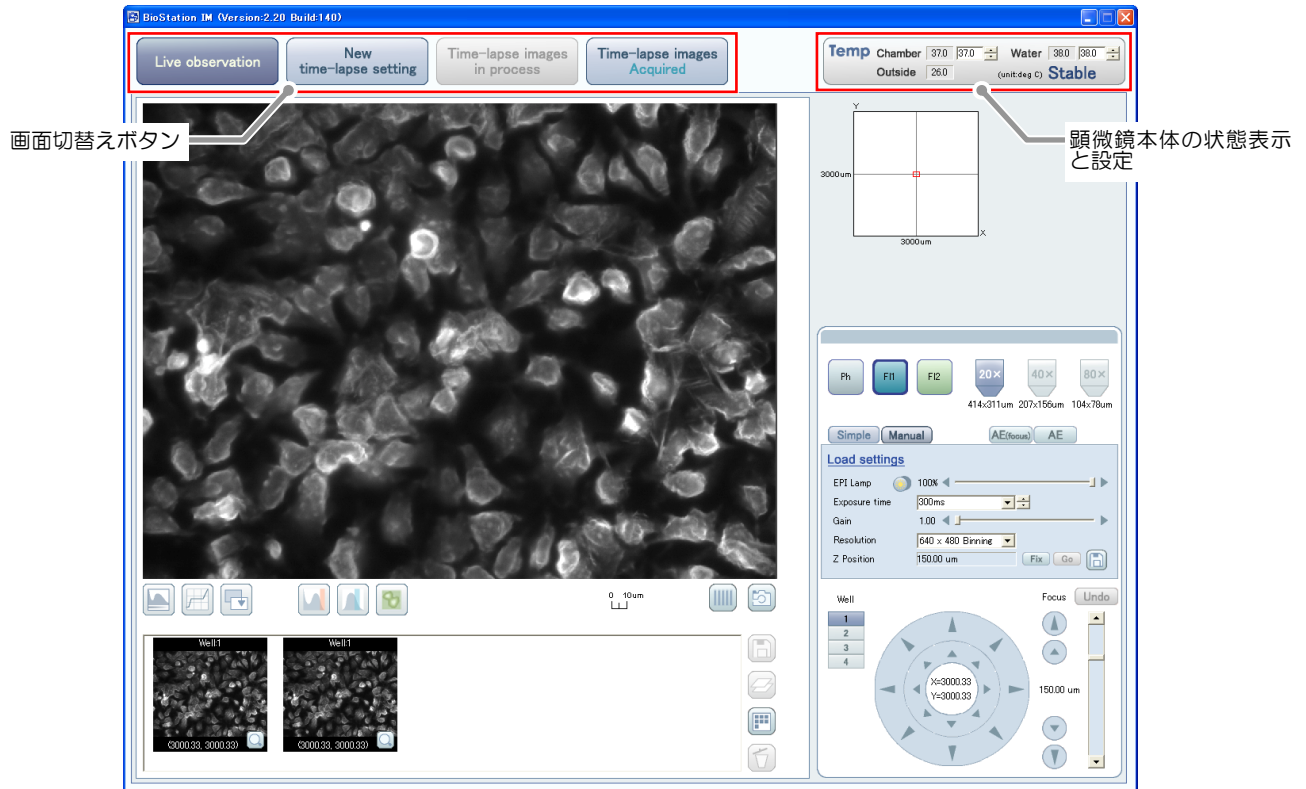 BioStation IM (Version:2.20 Build:140)
Live observation
New
time-lapse setting
Time-lapse images
in process
Time-lapse images
Acquired
Temp Chamber 37.0 37.0 Water 38.0 38.0
Outside 26.0 (unit:deg C) Stable
画面切替えボタン
顕微鏡本体の状態表示
と設定
Y
3000um
X
3000um
Ph Fl1 Fl2 20× 40× 80×
414x311um 207x156um 104x78um
Simple Manual AE(focus) AE
Load settings
EPI Lamp 100%
Exposure time 300ms
Gain 1.00
Resolution 640 x 480 Binning
Z Position 150.00 um Fix Go
0 10um
Well Focus Undo
1
2
3
4
X=3000.33
Y=3000.33
150.00 um
Well:1 Well:1
(3000.33, 3000.33) (3000.33, 3000.33)